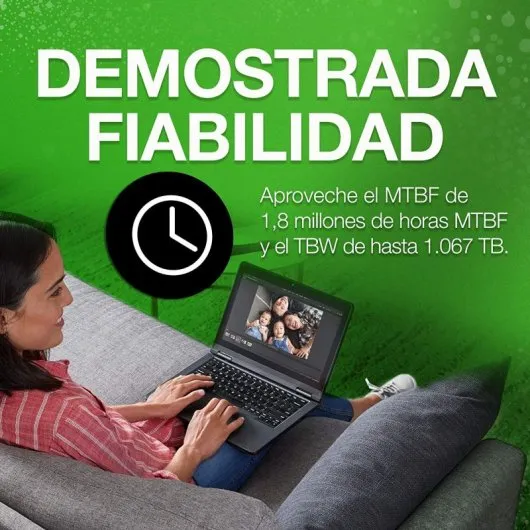 DEMOSTRADA
FIABILIDAD
Aproveche el MTBF de
1,8 millones de horas MTBF
y el TBW de hasta 1.067 TB.